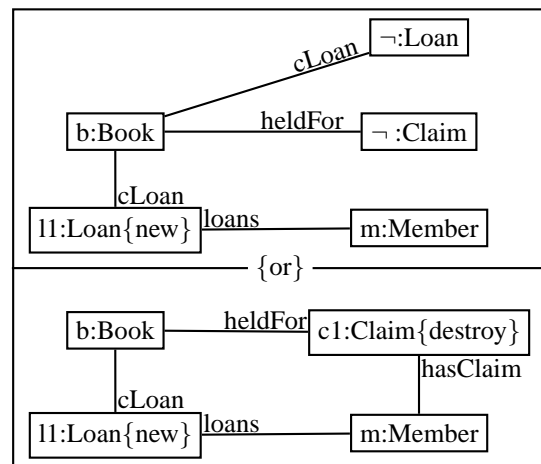 ¬:Loan
cLoan
b:Book
heldFor
¬ :Claim
cLoan
l1:Loan{new}
loans
m:Member
{or}
b:Book
heldFor
c1:Claim{destroy}
cLoan
hasClaim
l1:Loan{new}
loans
m:Member